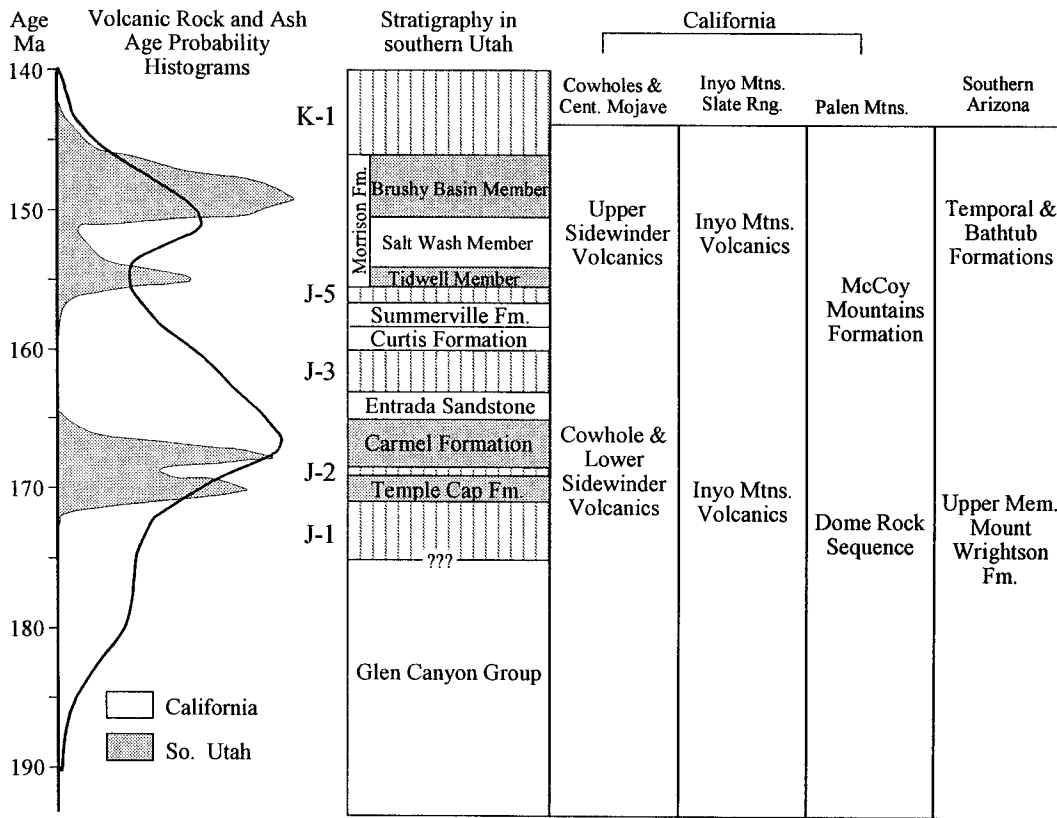 Age
Ma
Volcanic Rock and Ash
Age Probability
Histograms
Stratigraphy in
southern Utah
California
Cowholes &
Cent. Mojave
Inyo Mtns.
Slate Rng.
Palen Mtns.
Southern
Arizona
140
150
160
170
180
190
California
So. Utah
K-1
J-5
J-3
J-2
J-1
Morrison Fm.
Brushy Basin Member
Salt Wash Member
Tidwell Member
Summerville Fm.
Curtis Formation
Entrada Sandstone
Carmel Formation
Temple Cap Fm.
???
Glen Canyon Group
Upper
Sidewinder
Volcanics
Cowhole &
Lower
Sidewinder
Volcanics
Inyo Mtns.
Volcanics
Inyo Mtns.
Volcanics
McCoy
Mountains
Formation
Dome Rock
Sequence
Temporal &
Bathtub
Formations
Upper Mem.
Mount
Wrightson
Fm.